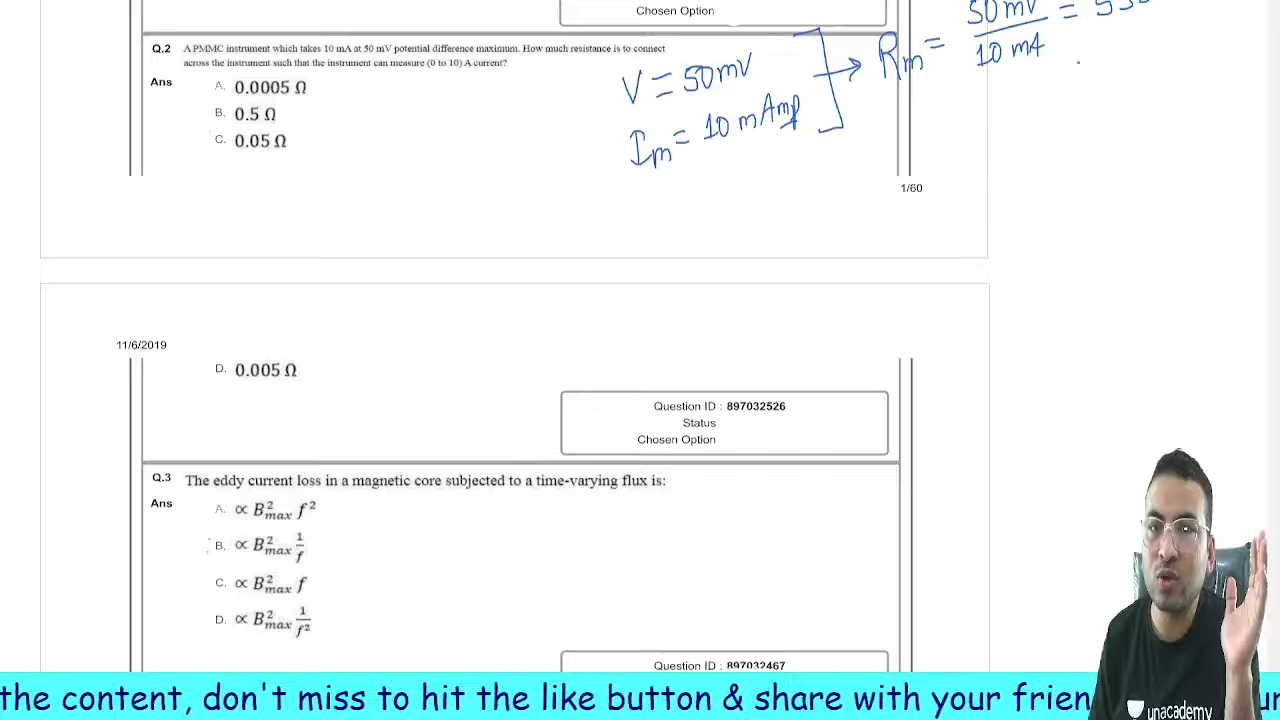 Chosen Option
50 mV
Rm = ——— =
10 mA
Q.2 A PMMC instrument which takes 10 mA at 50 mV potential difference maximum. How much resistance is to connect
across the instrument such that the instrument can measure (0 to 10) A current?
Ans
A. 0.0005 Ω
B. 0.5 Ω
C. 0.05 Ω
V = 50mV
Im = 10 mAmp
1/60
11/6/2019
D. 0.005 Ω
Question ID : 897032526
Status
Chosen Option
Q.3 The eddy current loss in a magnetic core subjected to a time-varying flux is:
Ans
A. ∝ B²max f²
B. ∝ B²max 1/f
C. ∝ B²max f
D. ∝ B²max 1/f²
Question ID : 897032467
the content, don't miss to hit the like button & share with your frien
unacademy